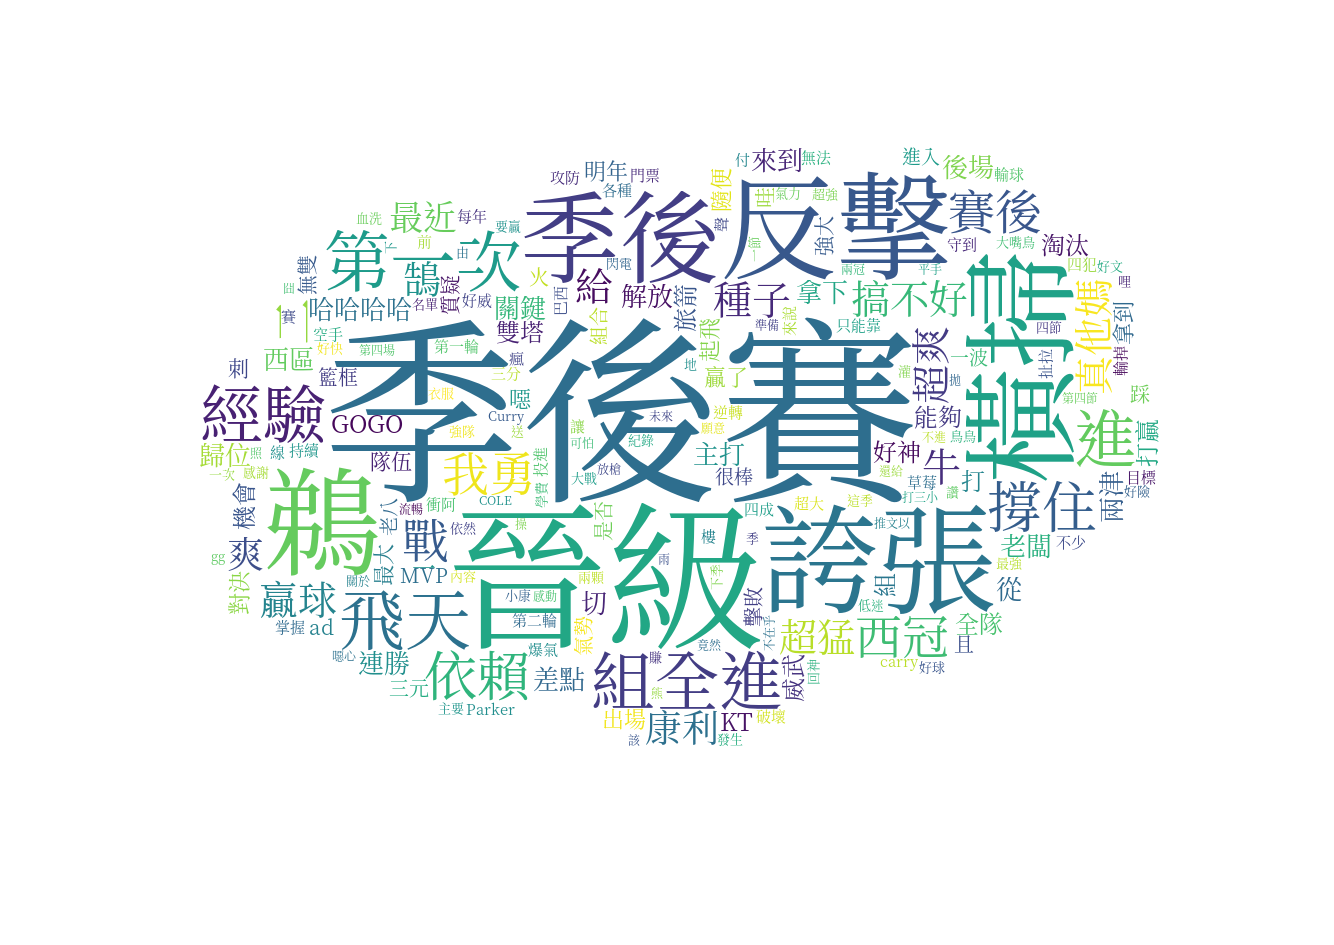 季後賽
晉級
季後
反擊
橫掃
誇張
鵜
飛天
第一次
經驗
組
全進
進
我勇
戰
依賴
撐住
西冠
超猛
康利
贏球
賽後
搞不好
種子
鵠
給
解放
旅箭
拿下
超爽
真他媽
牛
爽
最近
哈哈哈哈
關鍵
雙塔
西區
籃框
GOGO
歸位
隊伍
機會
對決
連勝
三元
差點
MVP
ad
最大
老八
切
主打
很棒
好神
能夠
起飛
贏了
隨便
哇
來到
明年
強大
後場
進入
淘汰
拿到
打贏
踩
兩津
老闆
從
組
全隊
且
威武
KT
出場
破壞
氣勢
擊敗
是否
組合
火
噁
瘋
刺
無雙
質疑
攻防
門票
各種
每年
血洗
要贏
前
由
下
閃電
好威
名單
巴西
空手
好快
第四場
第一輪
三分
賽
衣服
強隊
Curry
送
讓
可怕
投進
大戰
學費
放槍
紀錄
未來
地
逆轉
願意
準備
來說
只能靠
兩冠
平手
守到
大嘴鳥
輸球
四犯
好文
哩
四節
輸掉
扯拉
第四節
一波
灌
拋
不進
鳥鳥
還給
草莓
打
打三小
讚
這季
超大
四成
推文以
目標
好險
不少
最強
低迷
carry
好球
回神
不在乎
竟然
下季
季
樓
雨
兩顆
操
COLE
依然
流暢
衝阿
持續
線
照
一次
感謝
gg
關於
內容
小康
感動
第二輪
爆氣
掌握
噁心
主要
Parker
賺
熊
該
發生
付
無法
氣力
超強
聲
一追